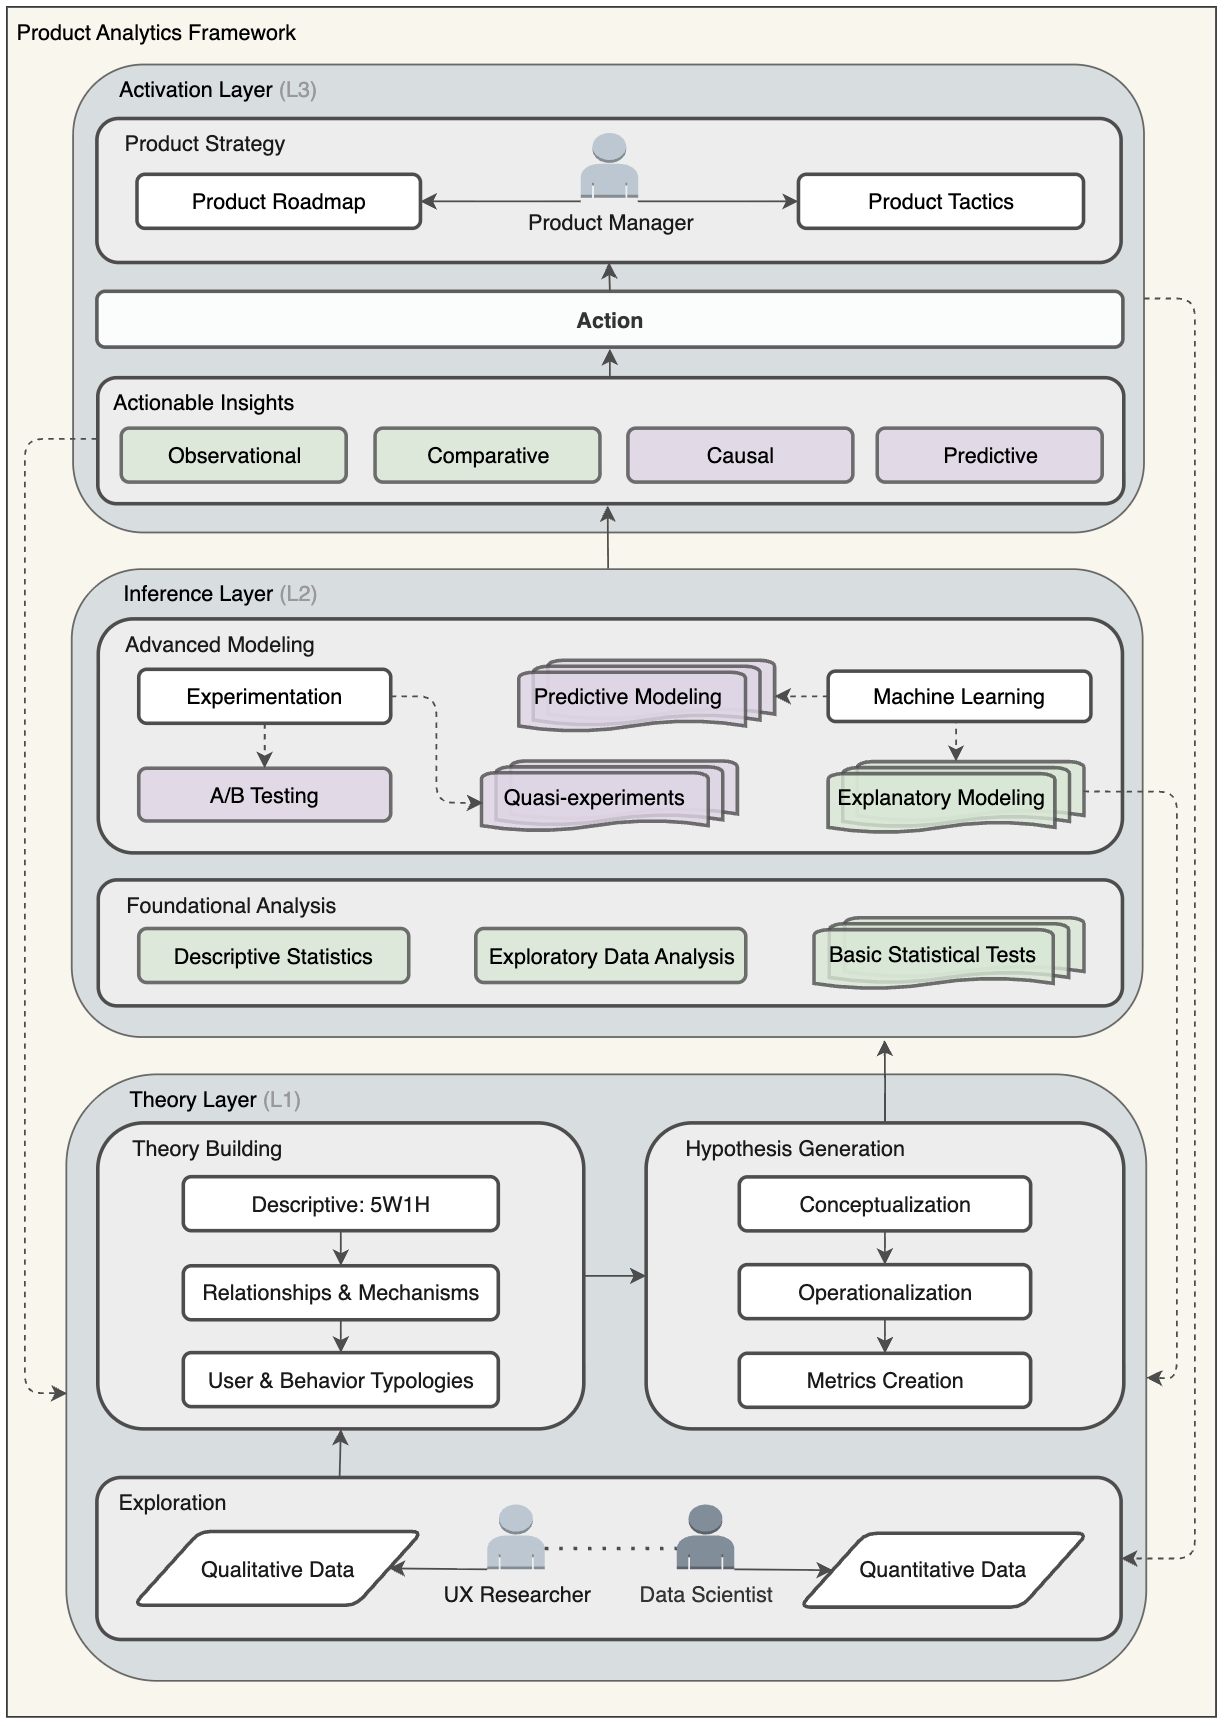 Product Analytics Framework
Activation Layer (L3)
Product Strategy
Product Roadmap
Product Manager
Product Tactics
Action
Actionable Insights
Observational
Comparative
Causal
Predictive
Inference Layer (L2)
Advanced Modeling
Experimentation
Predictive Modeling
Machine Learning
A/B Testing
Quasi-experiments
Explanatory Modeling
Foundational Analysis
Descriptive Statistics
Exploratory Data Analysis
Basic Statistical Tests
Theory Layer (L1)
Theory Building
Descriptive: 5W1H
Relationships & Mechanisms
User & Behavior Typologies
Hypothesis Generation
Conceptualization
Operationalization
Metrics Creation
Exploration
Qualitative Data
UX Researcher
Data Scientist
Quantitative Data